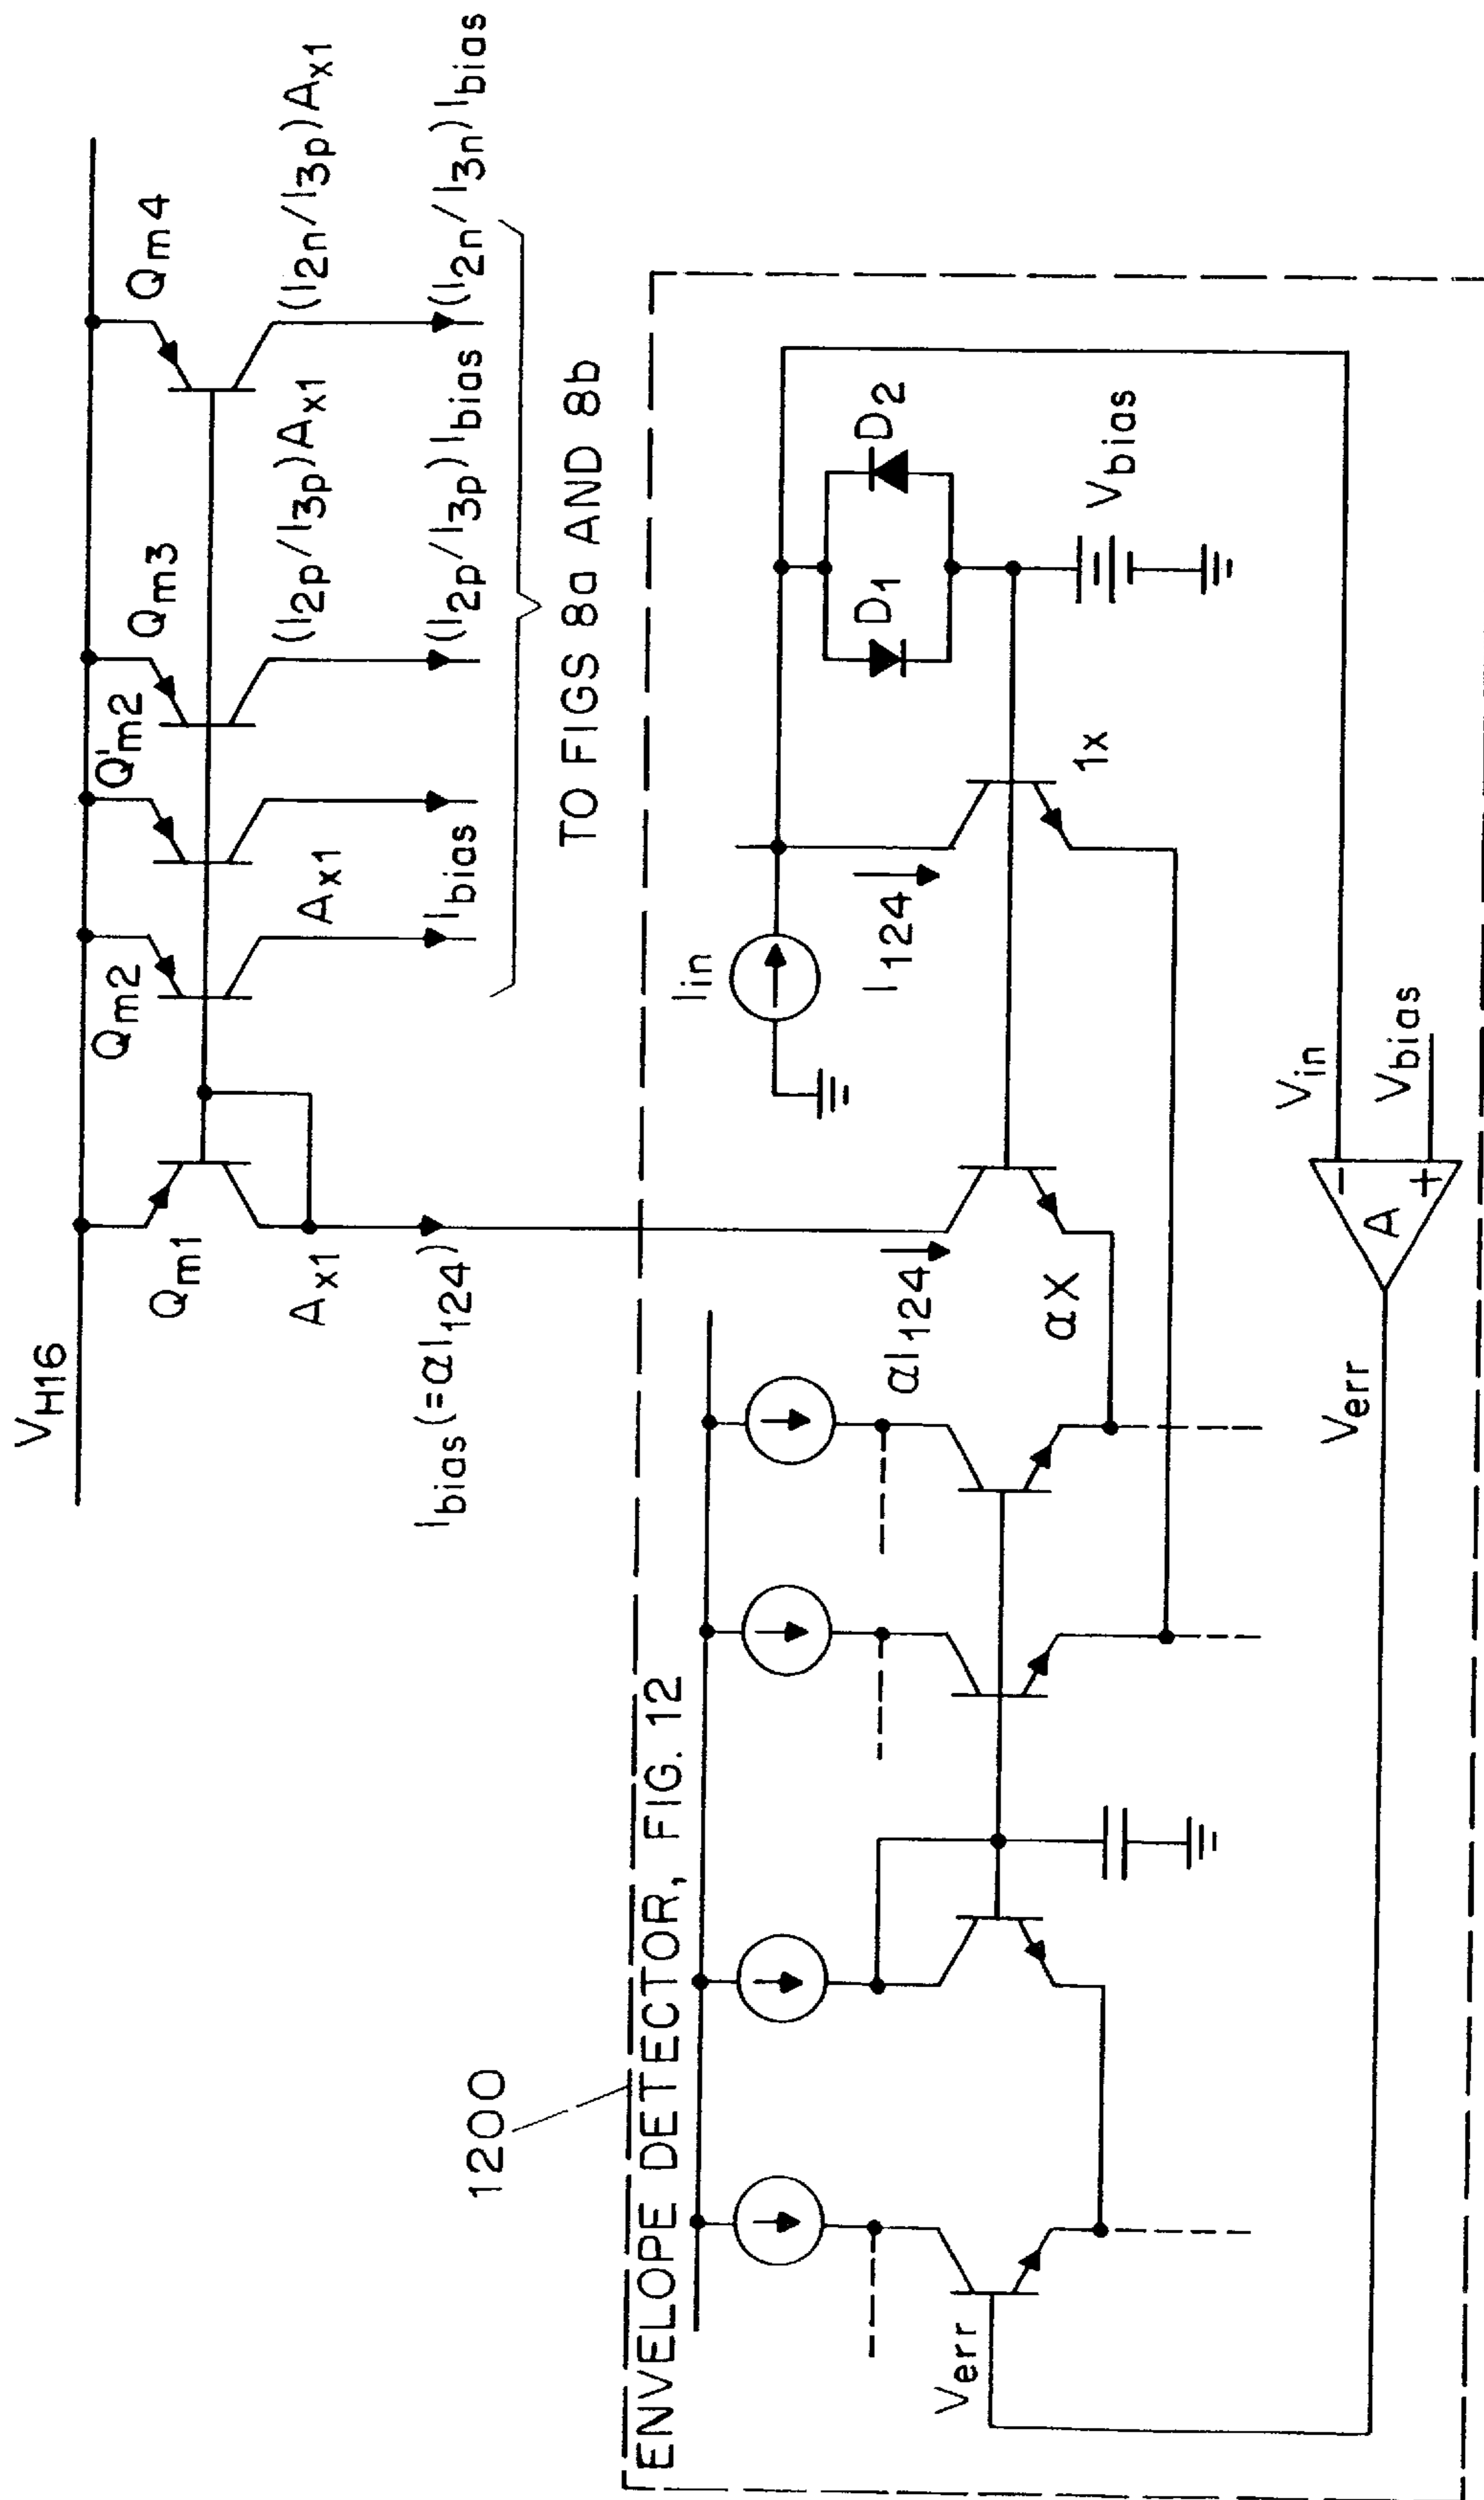 V_H16
Q_m1
Q_m2
Q'_m2
Q_m3
Q_m4
A_x1
A_x1
(I_2p/I_3p)A_x1
(I_2n/I_3p)A_x1
I_bias(=αI_124)
I_bias
(I_2p/I_3p)I_bias
(I_2n/I_3n)I_bias
TO FIGS 8a AND 8b
1200
ENVELOPE DETECTOR, FIG. 12
I_in
D_1
D_2
αI_124
I_124
V_err
αX
1x
V_bias
V_err
A
−
+
V_in
V_bias